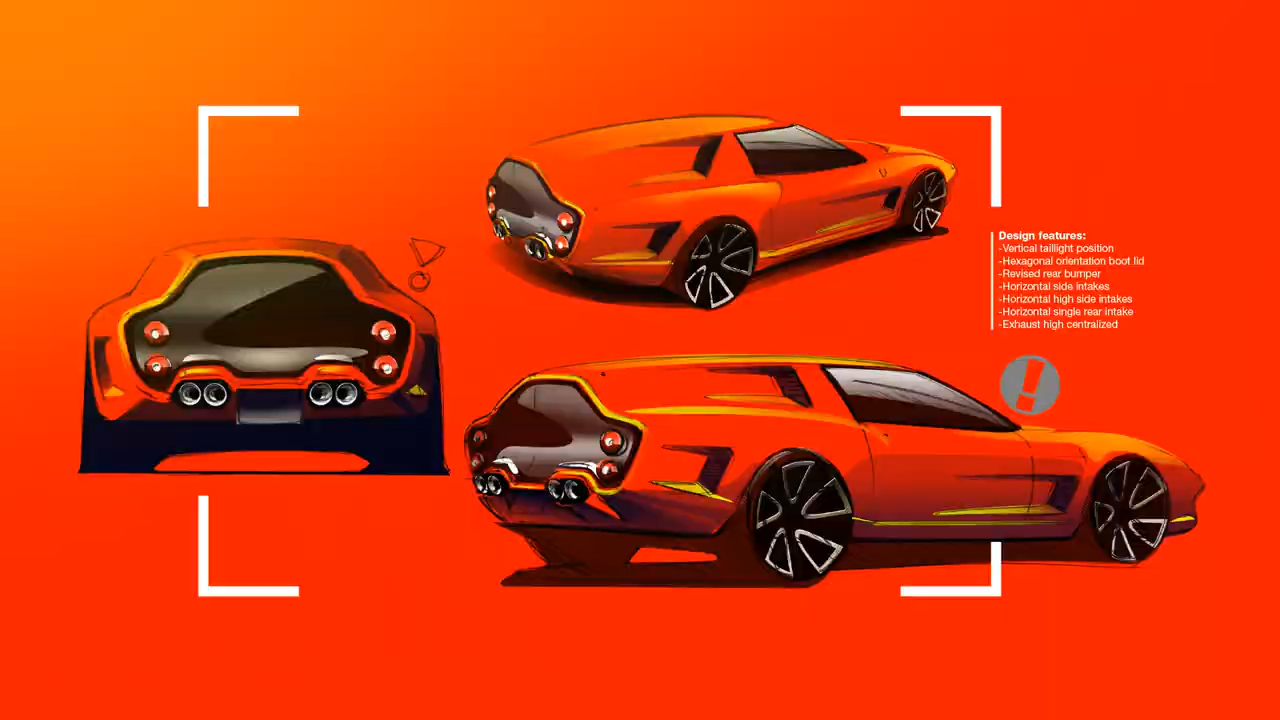 Design features:
-Vertical taillight position
-Hexagonal orientation boot lid
-Revised rear bumper
-Horizontal side intakes
-Horizontal high side intakes
-Horizontal single rear intake
-Exhaust high centralized
!